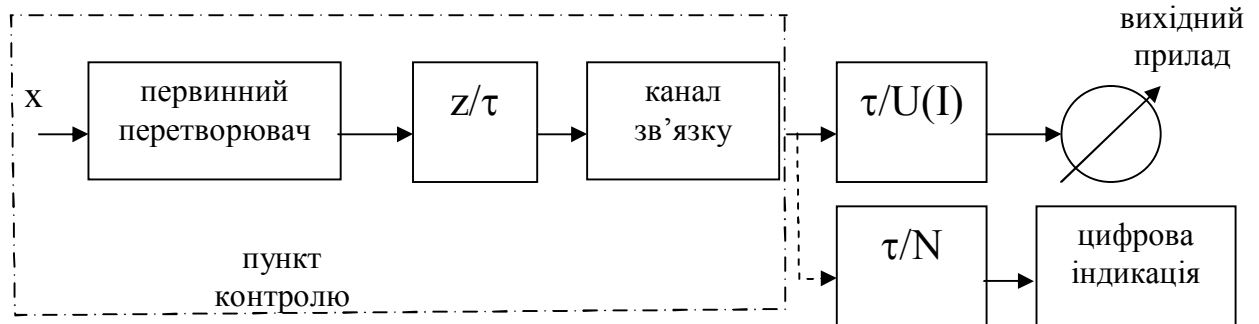 вихідний
прилад
x
первинний
перетворювач
z/τ
канал
зв’язку
τ/U(I)
τ/N
цифрова
індикація
пункт
контролю